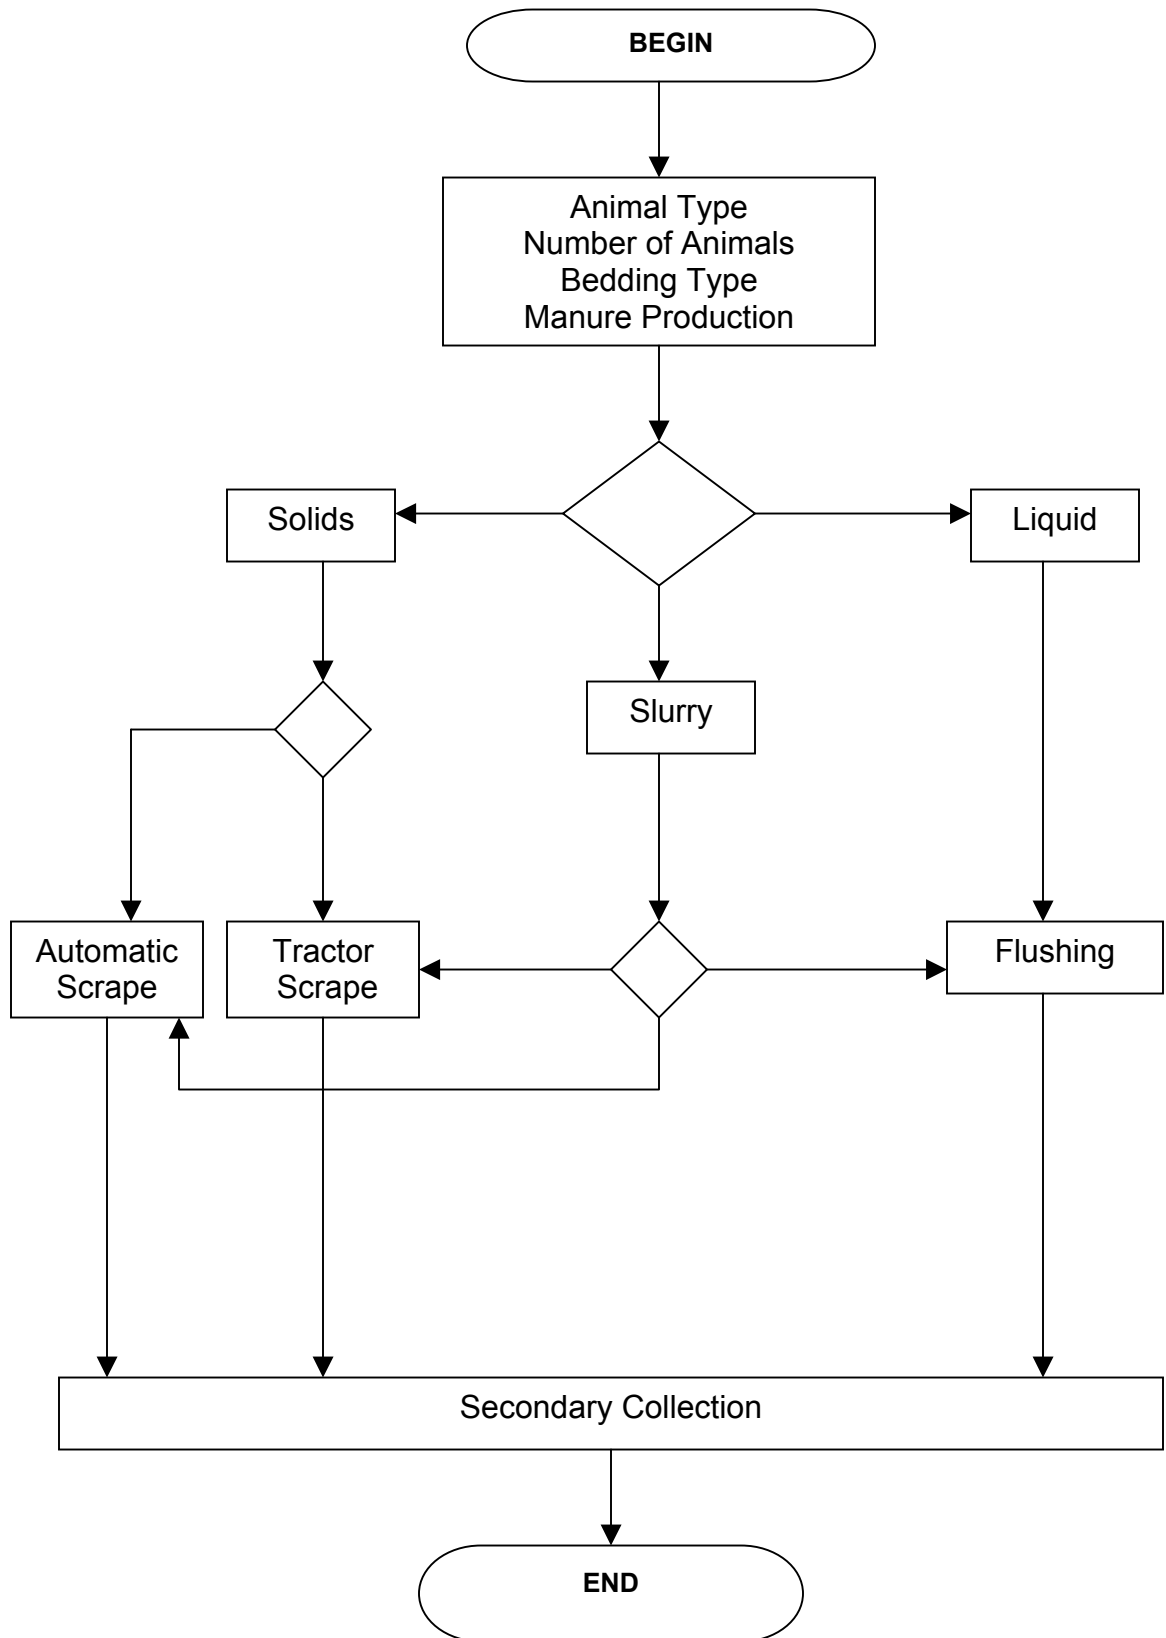 BEGIN
Animal Type
Number of Animals
Bedding Type
Manure Production
Solids
Liquid
Slurry
Automatic
Scrape
Tractor
Scrape
Flushing
Secondary Collection
END